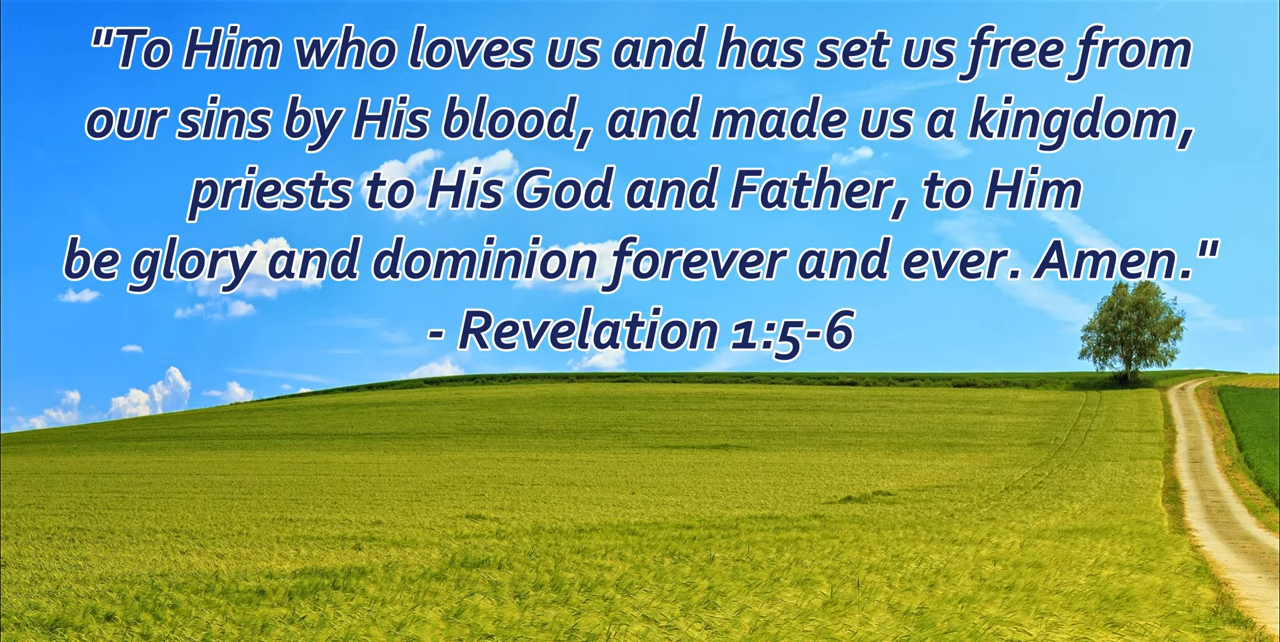 "To Him who loves us and has set us free from
our sins by His blood, and made us a kingdom,
priests to His God and Father, to Him
be glory and dominion forever and ever. Amen."
- Revelation 1:5-6